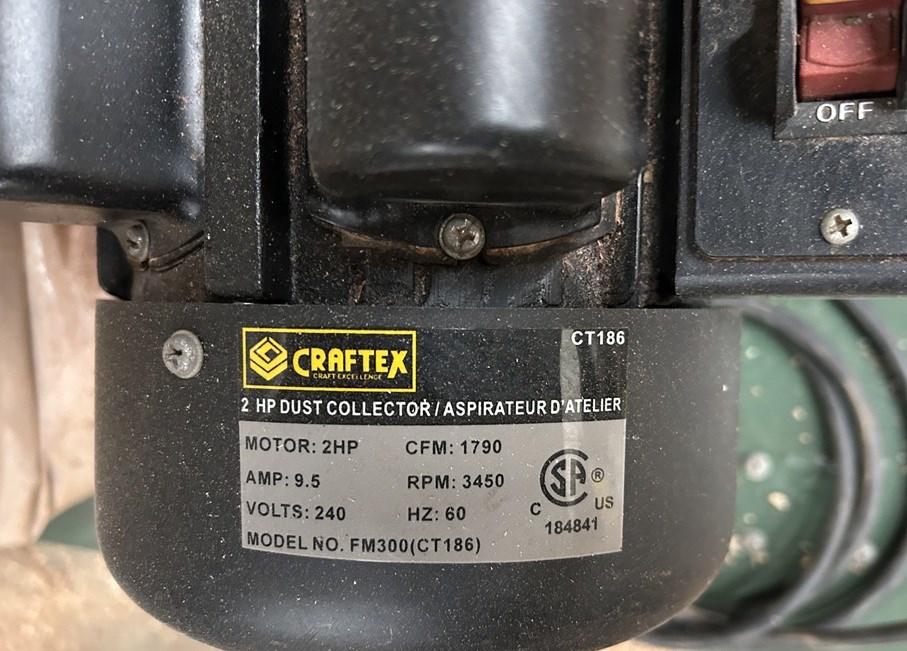 OFF
CRAFTEX
CRAFT EXCELLENCE
CT186
2 HP DUST COLLECTOR / ASPIRATEUR D'ATELIER
MOTOR: 2HP CFM: 1790
AMP: 9.5 RPM: 3450
VOLTS: 240 HZ: 60
MODEL NO. FM300(CT186)
SA ®
C US
184841